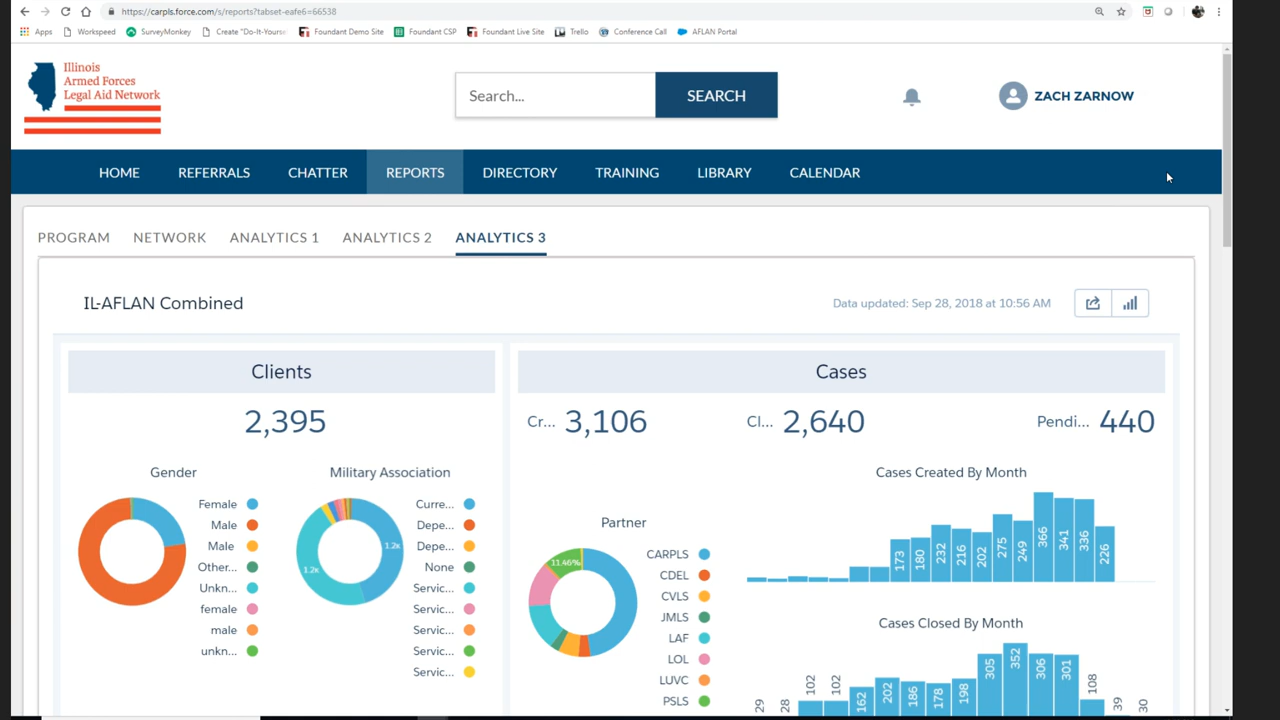 https://carpls.force.com/s/reports?tabset-eafe6=66538
Apps Workspeed SurveyMonkey Create "Do-It-Yourse Foundant Demo Site Foundant CSP Foundant Live Site Trello Conference Call AFLAN Portal
Illinois
Armed Forces
Legal Aid Network
Search... SEARCH ZACH ZARNOW
HOME REFERRALS CHATTER REPORTS DIRECTORY TRAINING LIBRARY CALENDAR
PROGRAM NETWORK ANALYTICS 1 ANALYTICS 2 ANALYTICS 3
IL-AFLAN Combined
Data updated: Sep 28, 2018 at 10:56 AM
Clients
2,395
Gender
Female
Male
Male
Other...
Unkn...
female
male
unkn...
Military Association
1.2K
1.2K
Curre...
Depe...
Depe...
None
Servic...
Servic...
Servic...
Servic...
Servic...
Cases
Cr... 3,106 Cl... 2,640 Pendi... 440
Partner
11.46%
CARPLS
CDEL
CVLS
JMLS
LAF
LOL
LUVC
PSLS
Cases Created By Month
173 180 232 216 202 275 249 366 341 336 226
Cases Closed By Month
29 28 102 102 162 202 186 178 198 305 352 306 301 108 39 30